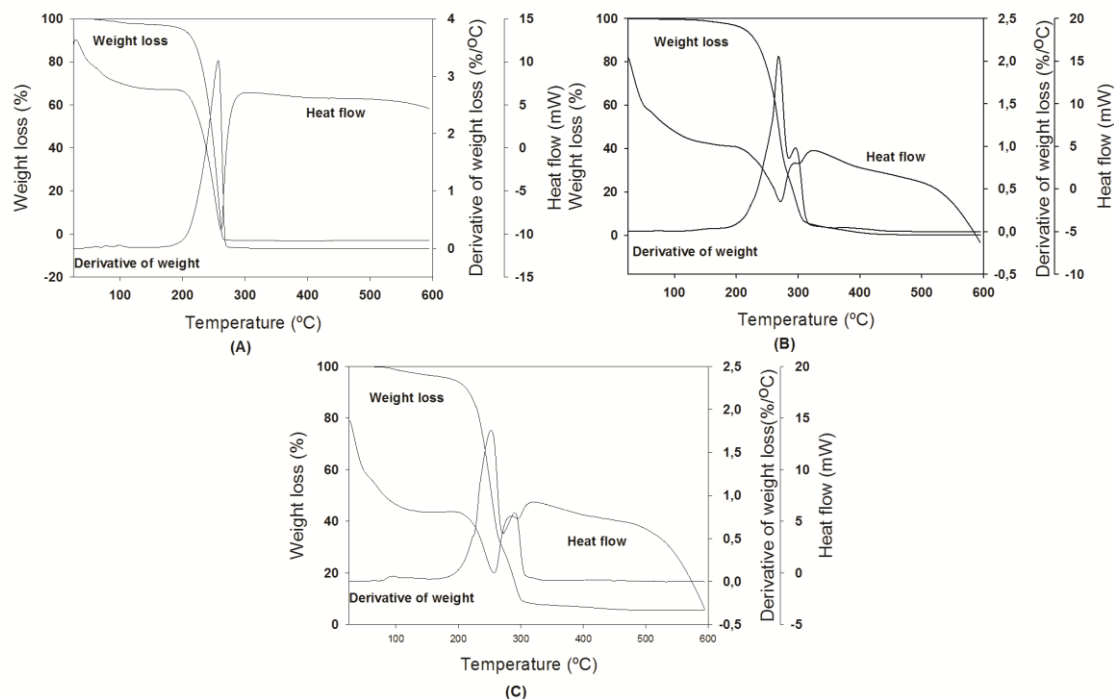 100
80
60
40
20
0
-20
Weight loss (%)
Weight loss
Heat flow
Derivative of weight
100 200 300 400 500 600
Temperature (ºC)
(A)
4
3
2
1
0
Derivative of weight loss (%/ºC)
15
10
5
0
-5
-10
-15
Heat flow (mW)
100
80
60
40
20
0
Weight loss (%)
Weight loss
Heat flow
Derivative of weight
100 200 300 400 500 600
Temperature (ºC)
(B)
2,5
2,0
1,5
1,0
0,5
0,0
-0,5
Derivative of weight loss (%/ºC)
20
15
10
5
0
-5
-10
Heat flow (mW)
100
80
60
40
20
0
Weight loss (%)
Weight loss
Heat flow
Derivative of weight
100 200 300 400 500 600
Temperature (ºC)
(C)
2,5
2,0
1,5
1,0
0,5
0,0
-0,5
Derivative of weight loss(%/ºC)
20
15
10
5
0
-5
Heat flow (mW)